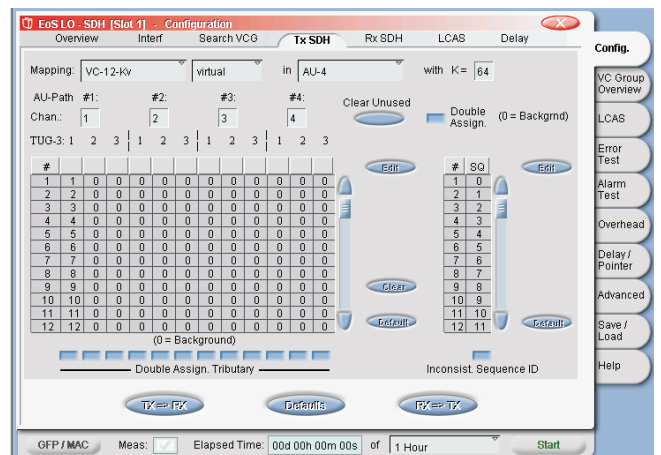 EoS LO - SDH [Slot 1] - Configuration
Overview Interf Search VCG Tx SDH Rx SDH LCAS Delay
Mapping: VC-12-Kv virtual in AU-4 with K= 64
AU-Path #1: #2: #3: #4:
Chan.: 1 2 3 4
Clear Unused
Double Assign. (0 = Backgrnd)
TUG-3: 1 2 3 1 2 3 1 2 3 1 2 3
#
1 1 0 0 0 0 0 0 0 0 0 0 0
2 2 0 0 0 0 0 0 0 0 0 0 0
3 3 0 0 0 0 0 0 0 0 0 0 0
4 4 0 0 0 0 0 0 0 0 0 0 0
5 5 0 0 0 0 0 0 0 0 0 0 0
6 6 0 0 0 0 0 0 0 0 0 0 0
7 7 0 0 0 0 0 0 0 0 0 0 0
8 8 0 0 0 0 0 0 0 0 0 0 0
9 9 0 0 0 0 0 0 0 0 0 0 0
10 10 0 0 0 0 0 0 0 0 0 0 0
11 11 0 0 0 0 0 0 0 0 0 0 0
12 12 0 0 0 0 0 0 0 0 0 0 0
(0 = Background)
Double Assign. Tributary
Edit
Clear
Default
# SQ
1 0
2 1
3 2
4 3
5 4
6 5
7 6
8 7
9 8
10 9
11 10
12 11
Edit
Default
Inconsist. Sequence ID
TX => RX Defaults RX => TX
Config.
VC Group
Overview
LCAS
Error
Test
Alarm
Test
Overhead
Delay /
Pointer
Advanced
Save /
Load
Help
GFP / MAC Meas: Elapsed Time: 00d 00h 00m 00s of 1 Hour Start